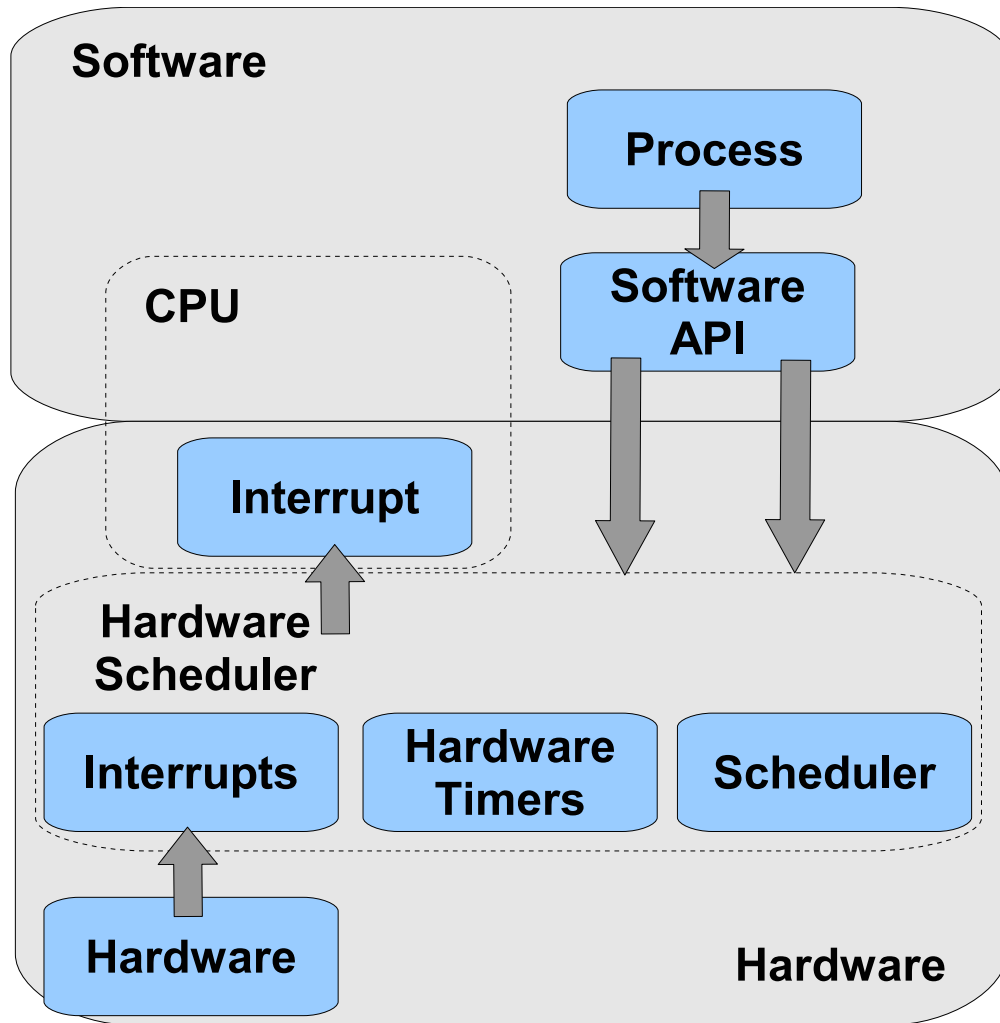 Software
Process
Software
API
CPU
Interrupt
Hardware
Scheduler
Interrupts
Hardware
Timers
Scheduler
Hardware
Hardware